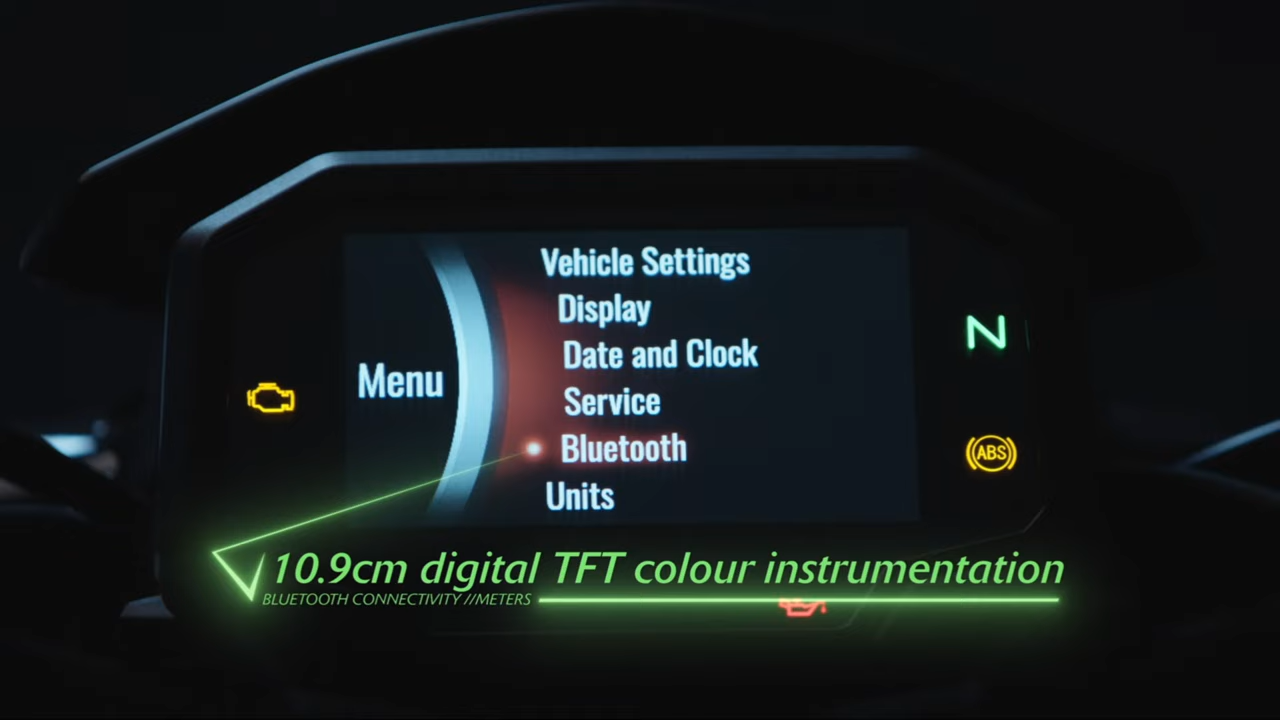 Vehicle Settings
Display
Date and Clock
Menu
Service
Bluetooth
Units
N
ABS
10.9cm digital TFT colour instrumentation
BLUETOOTH CONNECTIVITY //METERS